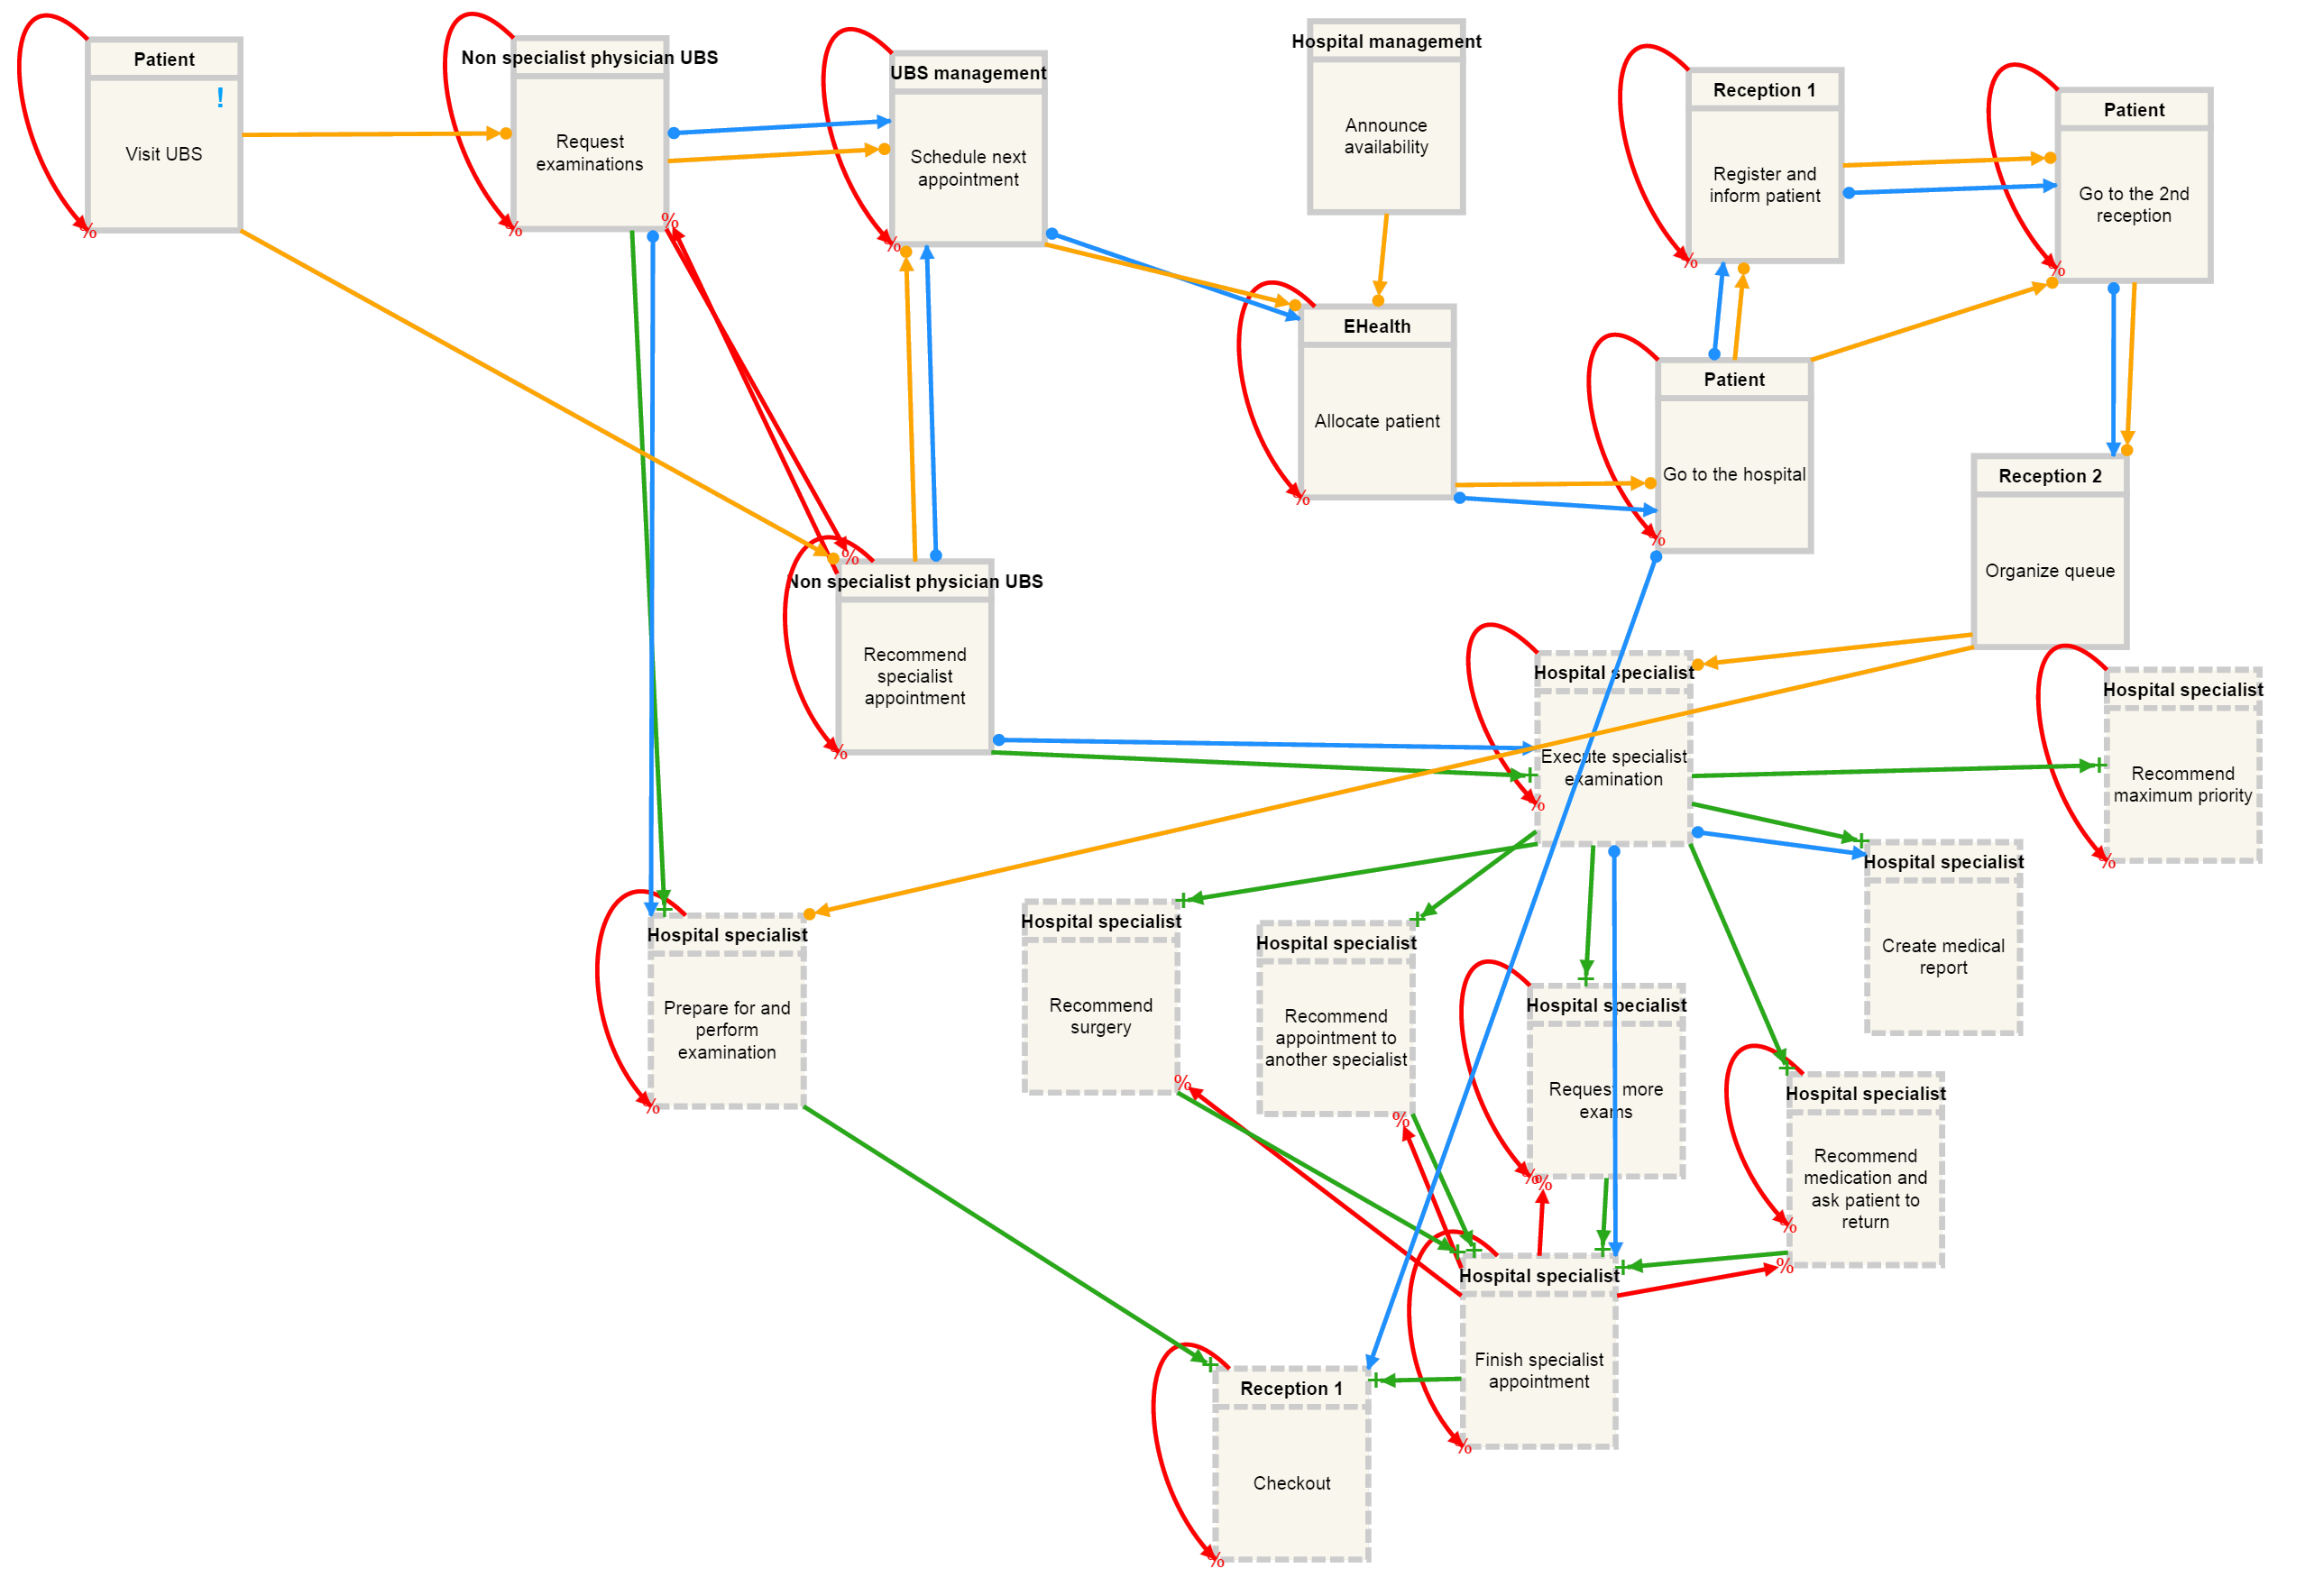 Patient
!
Visit UBS
Non specialist physician UBS
Request
examinations
UBS management
Schedule next
appointment
Hospital management
Announce
availability
Reception 1
Register and
inform patient
Patient
Go to the 2nd
reception
EHealth
Allocate patient
Patient
Go to the hospital
Reception 2
Organize queue
Non specialist physician UBS
Recommend
specialist
appointment
Hospital specialist
Execute specialist
examination
Hospital specialist
Recommend
maximum priority
Hospital specialist
Create medical
report
Hospital specialist
Prepare for and
perform
examination
Hospital specialist
Recommend
surgery
Hospital specialist
Recommend
appointment to
another specialist
Hospital specialist
Request more
exams
Hospital specialist
Recommend
medication and
ask patient to
return
Hospital specialist
Finish specialist
appointment
Reception 1
Checkout